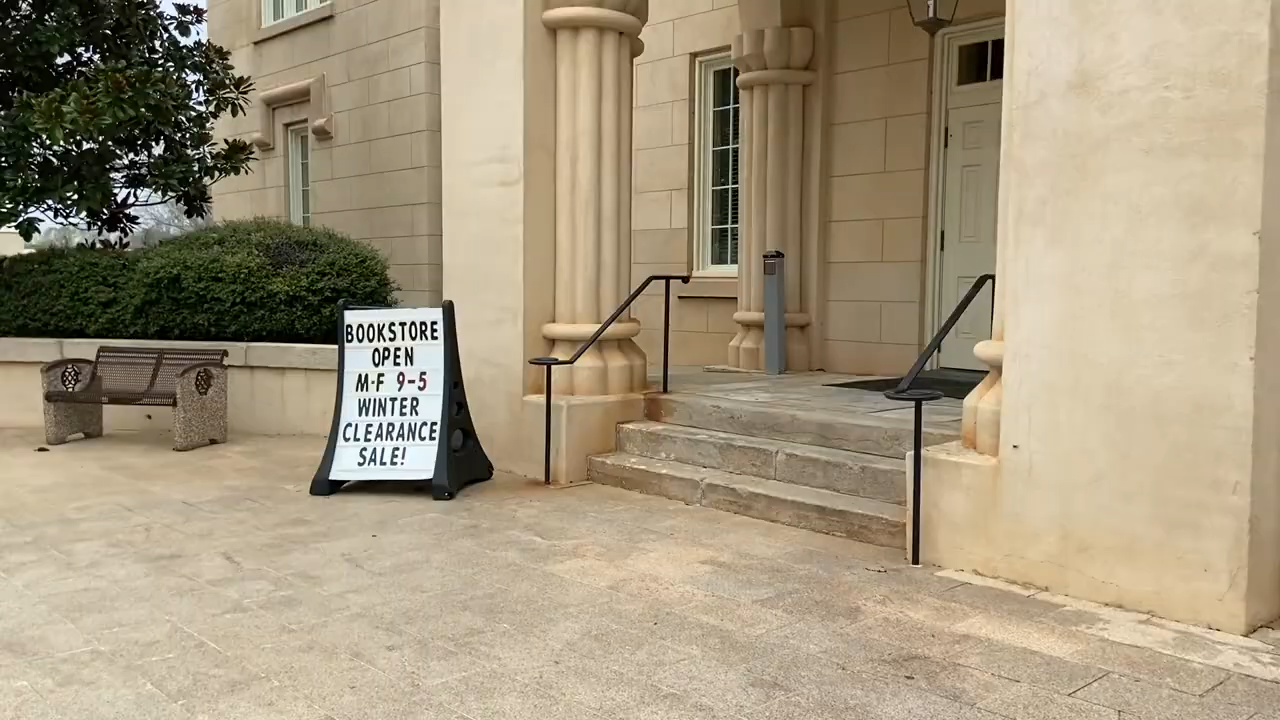 BOOKSTORE
OPEN
M-F 9-5
WINTER
CLEARANCE
SALE!